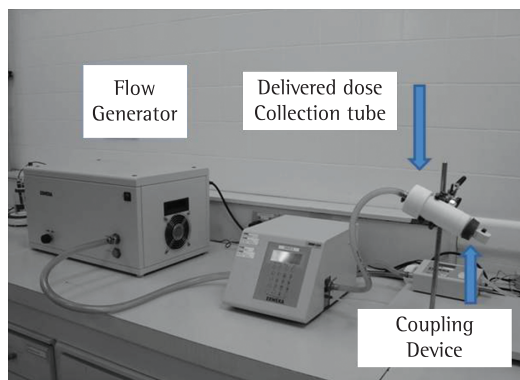 Flow
Generator
Delivered dose
Collection tube
Coupling
Device